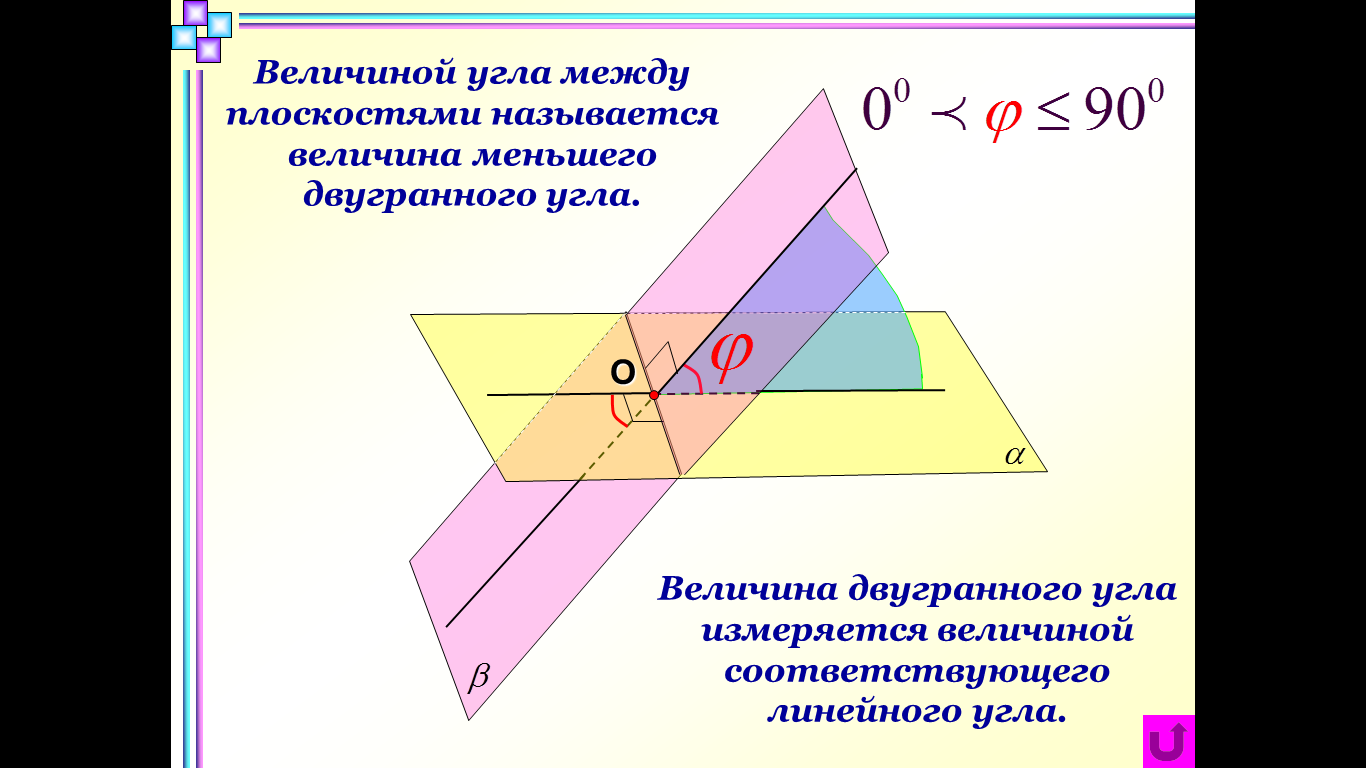 Величиной угла между
плоскостями называется
величина меньшего
двугранного угла.
0⁰ ≺ φ ≤ 90⁰
φ
O
α
β
Величина двугранного угла
измеряется величиной
соответствующего
линейного угла.